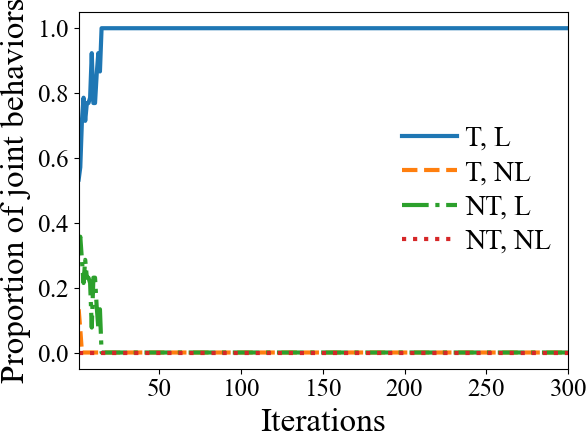 Proportion of joint behaviors
1.0
0.8
0.6
0.4
0.2
0.0
T, L
T, NL
NT, L
NT, NL
50
100
150
200
250
300
Iterations